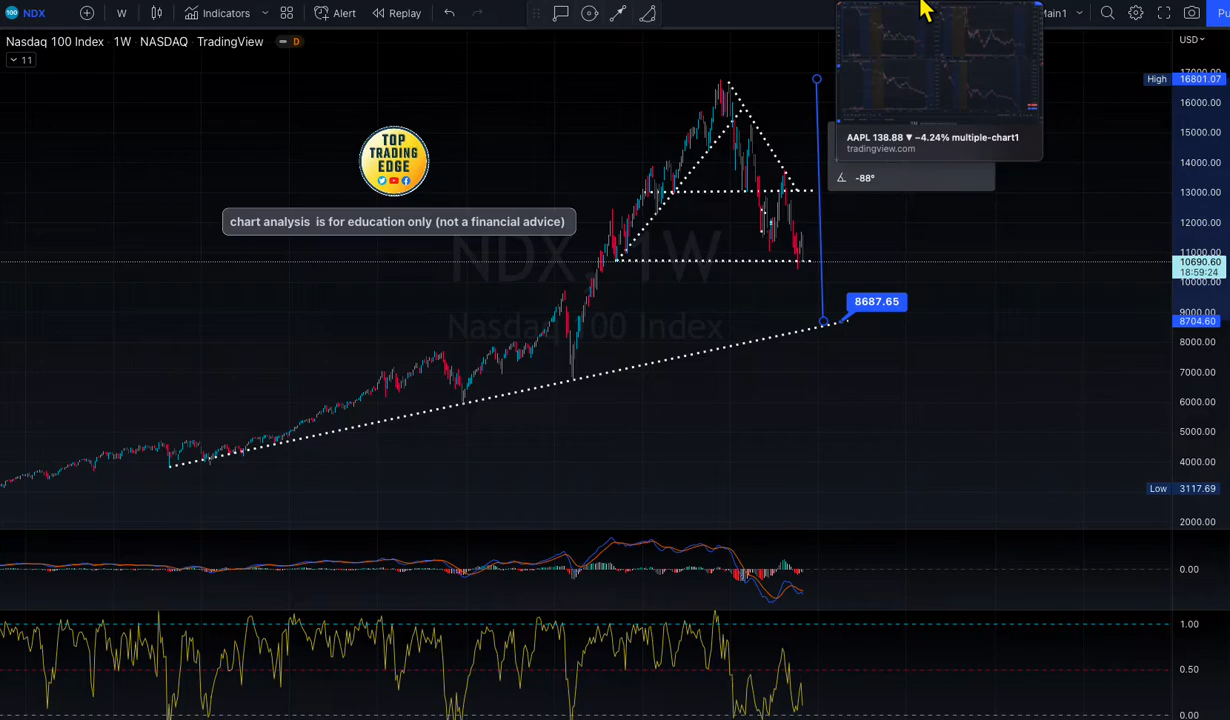 100 NDX W Indicators Alert Replay Main1 Pu
Nasdaq 100 Index · 1W · NASDAQ · TradingView D
USD
11
17000.00
High 16801.07
16000.00
15000.00
14000.00
13000.00
12000.00
11000.00
10690.60
18:59:24
10000.00
9000.00
8704.60
8000.00
7000.00
6000.00
5000.00
4000.00
Low 3117.69
2000.00
AAPL 138.88 ▼ −4.24% multiple-chart1
tradingview.com
-88°
TOP
TRADING
EDGE
chart analysis is for education only (not a financial advice)
NDX, 1W
Nasdaq 100 Index
8687.65
0.00
1.00
0.50
0.00